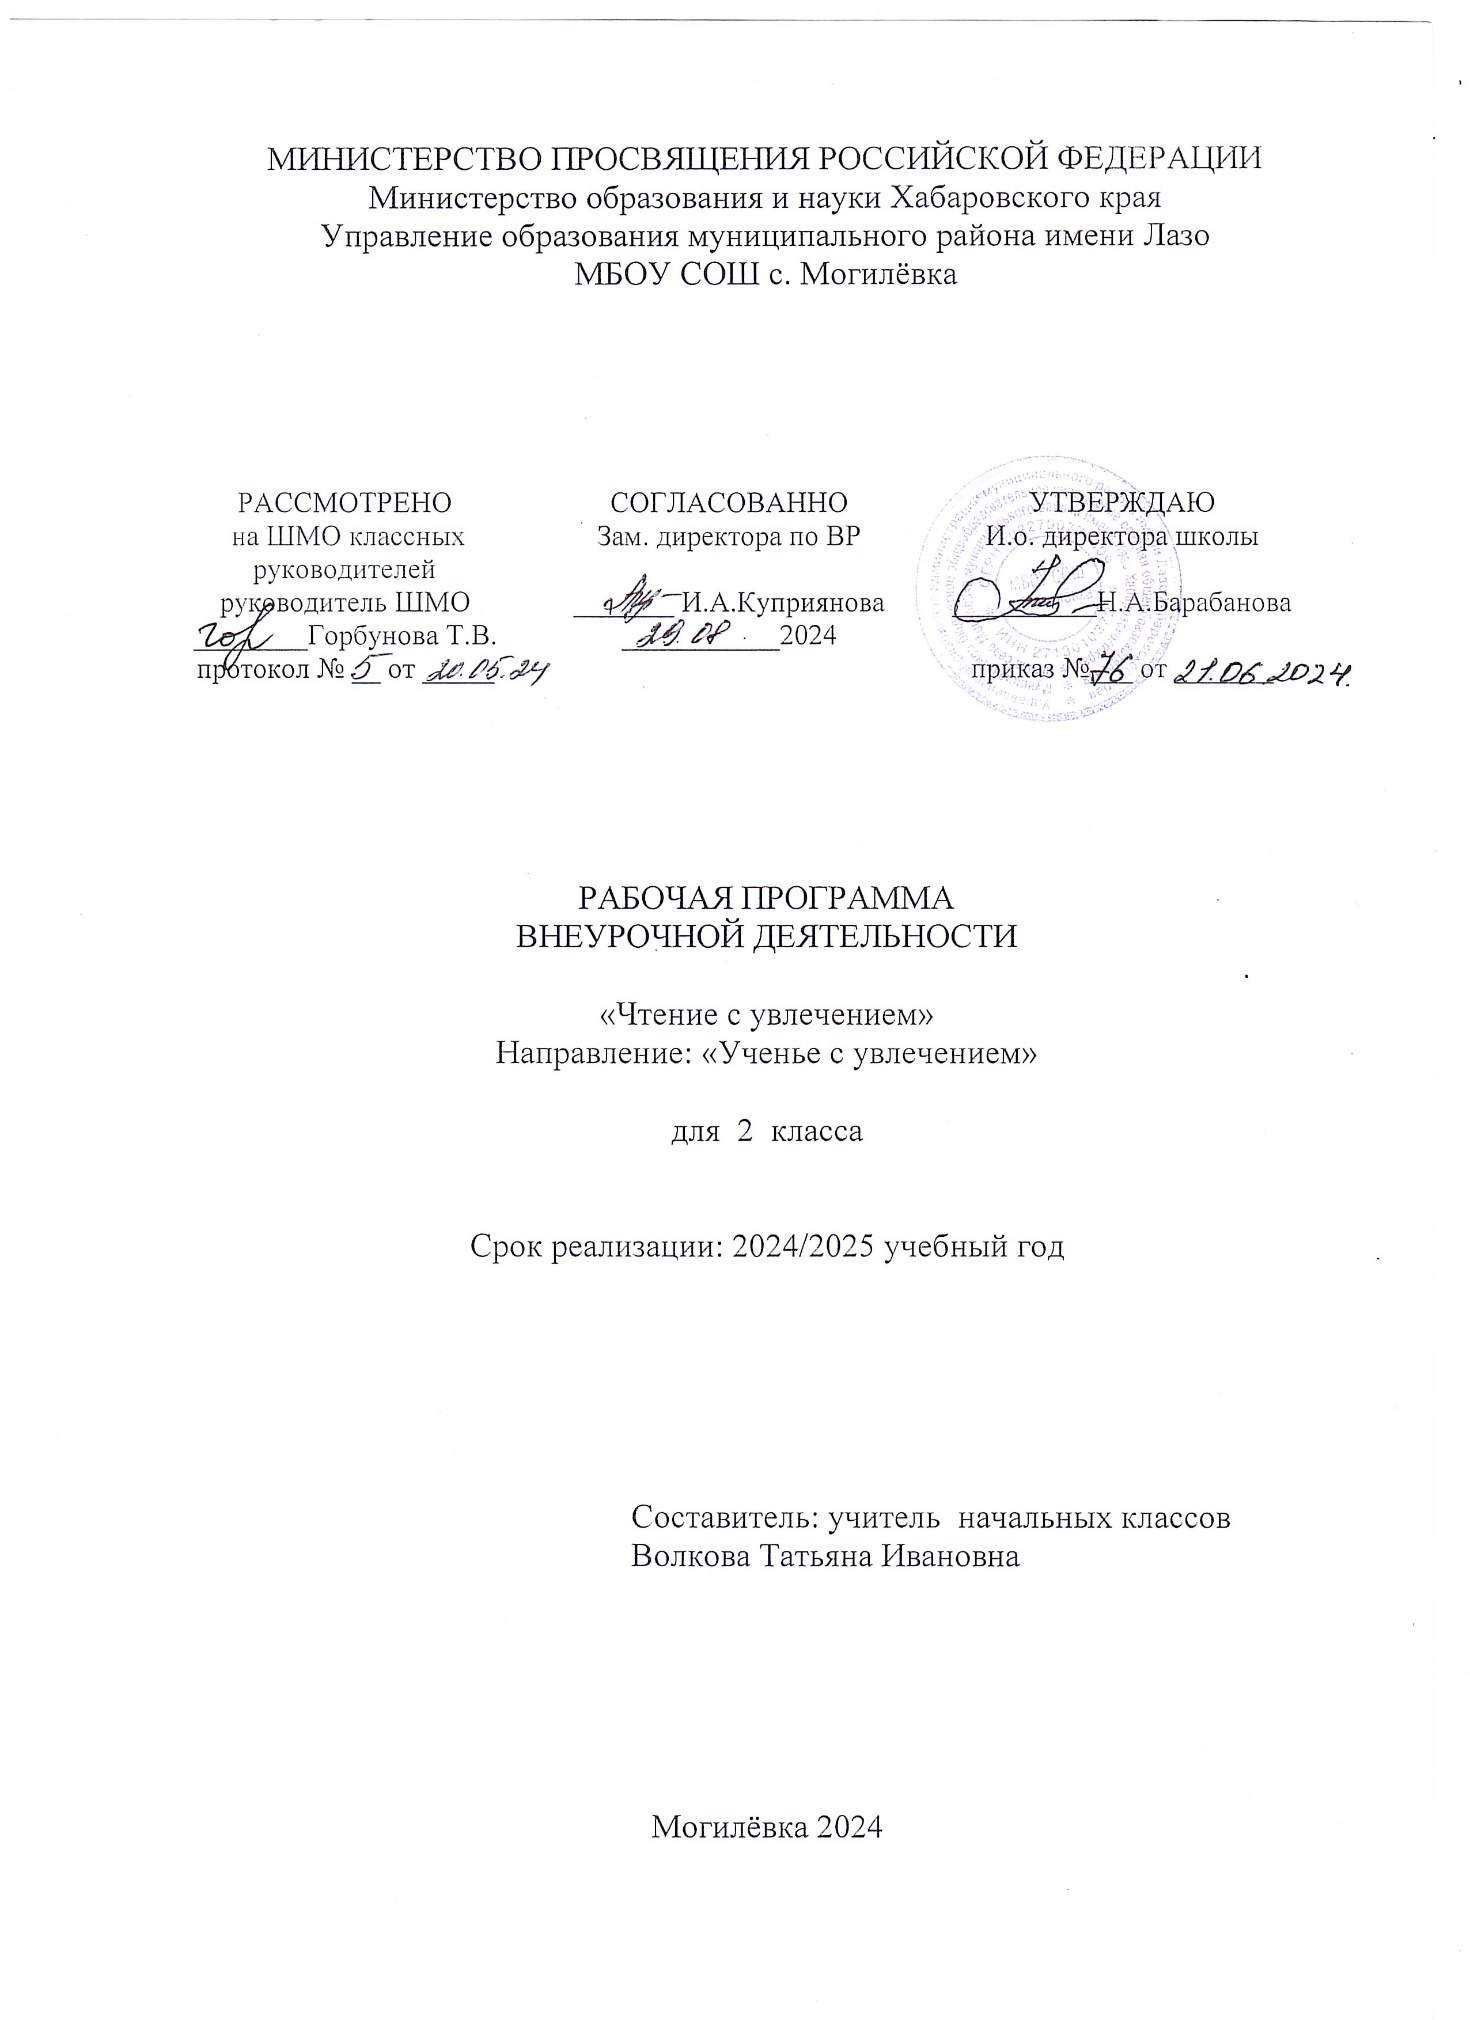 МИНИСТЕРСТВО ПРОСВЯЩЕНИЯ РОССИЙСКОЙ ФЕДЕРАЦИИ
Министерство образования и науки Хабаровского края
Управление образования муниципального района имени Лазо
МБОУ СОШ с. Могилёвка
РАССМОТРЕНО
на ШМО классных
руководителей
руководитель ШМО
Горбунова Т.В.
протокол № 5 от 20.05.24
СОГЛАСОВАННО
Зам. директора по ВР
И.А.Куприянова
29.08.2024
УТВЕРЖДАЮ
И.о. директора школы
Н.А.Барабанова
приказ № 76 от 21.06.2024.
РАБОЧАЯ ПРОГРАММА
ВНЕУРОЧНОЙ ДЕЯТЕЛЬНОСТИ
«Чтение с увлечением»
Направление: «Ученье с увлечением»
для 2 класса
Срок реализации: 2024/2025 учебный год
Составитель: учитель начальных классов
Волкова Татьяна Ивановна
Могилёвка 2024